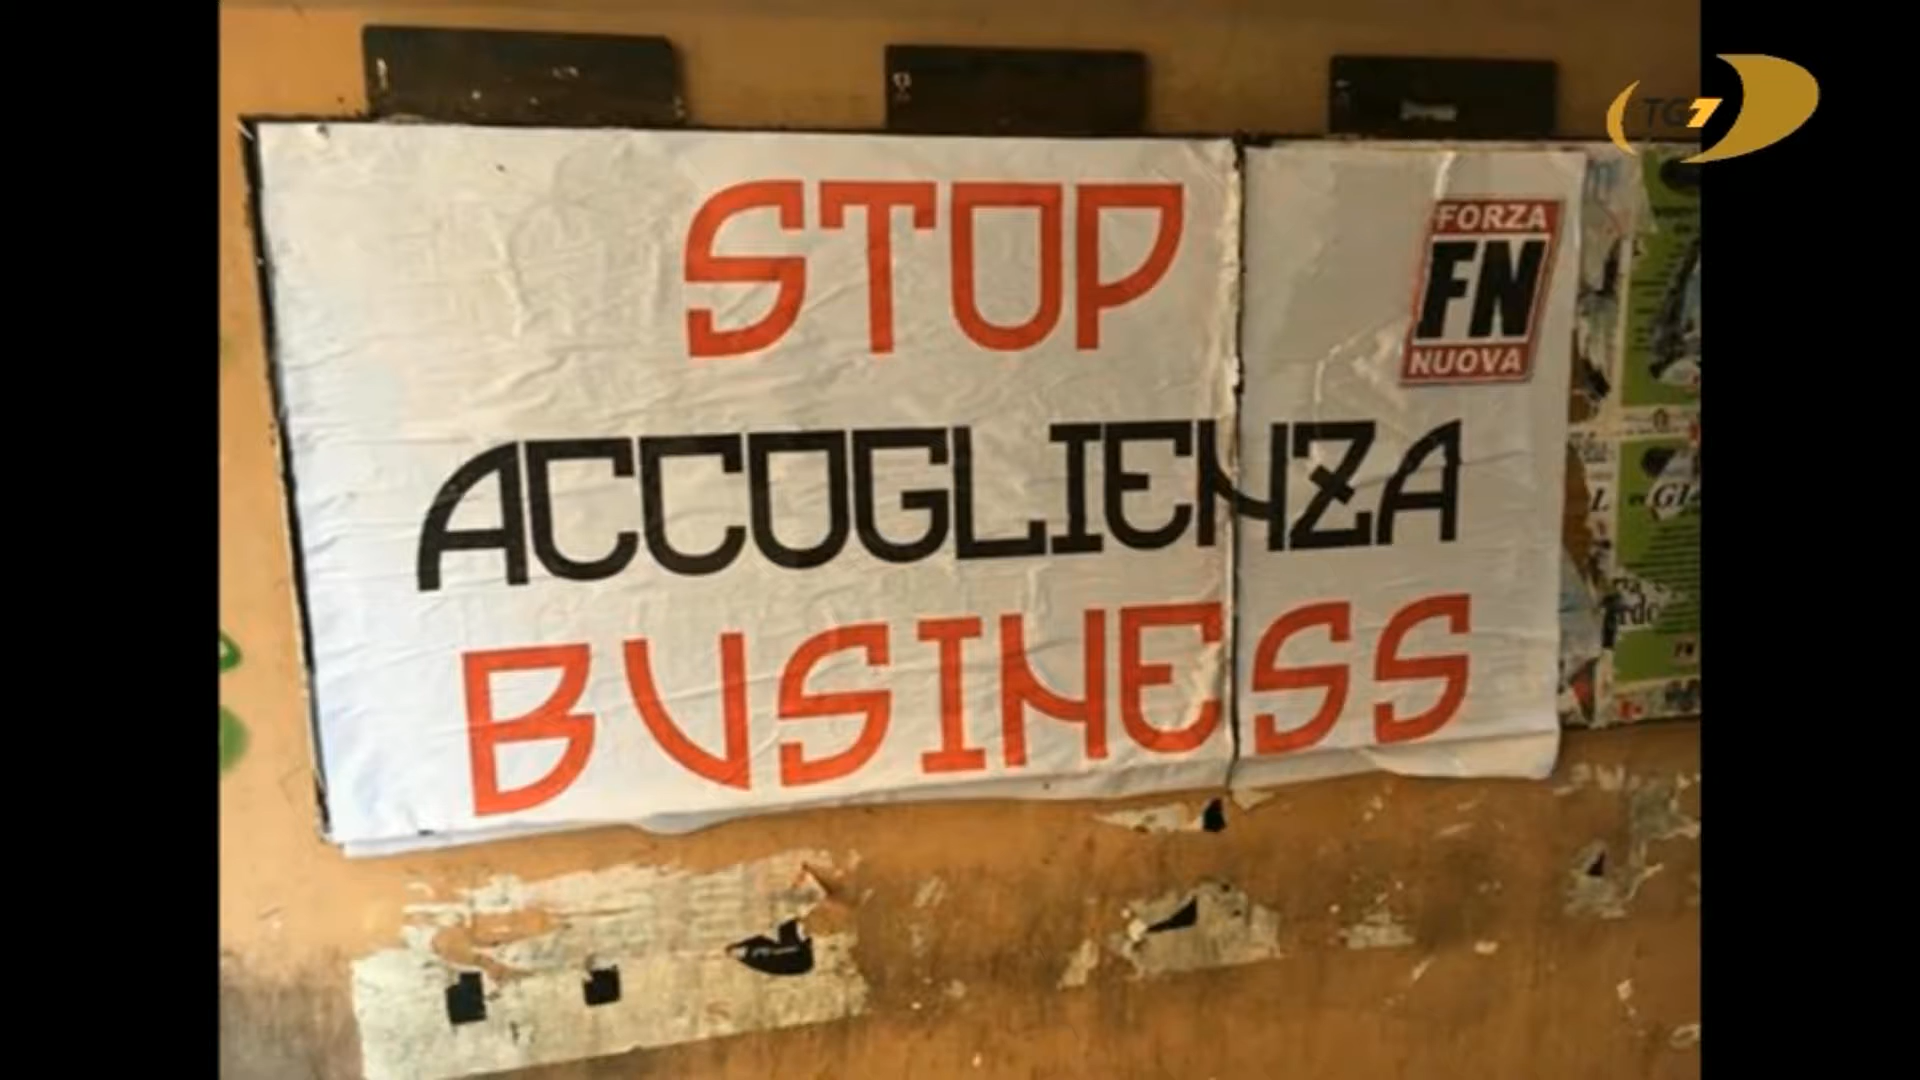 TG7
STOP
FORZA
FN
NUOVA
ACCOGLIENZA
BUSINESS